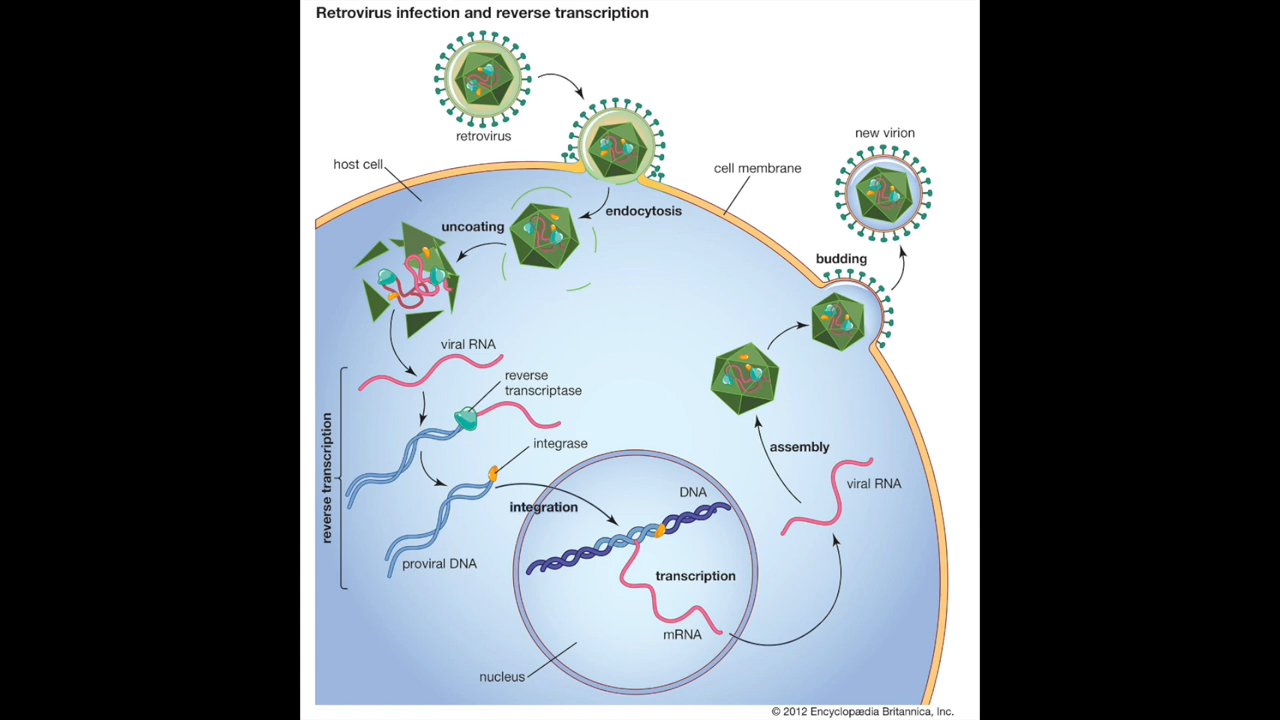 Retrovirus infection and reverse transcription
retrovirus
new virion
host cell
cell membrane
endocytosis
uncoating
budding
viral RNA
reverse
transcriptase
integrase
reverse transcription
assembly
viral RNA
DNA
integration
proviral DNA
transcription
mRNA
nucleus
© 2012 Encyclopædia Britannica, Inc.